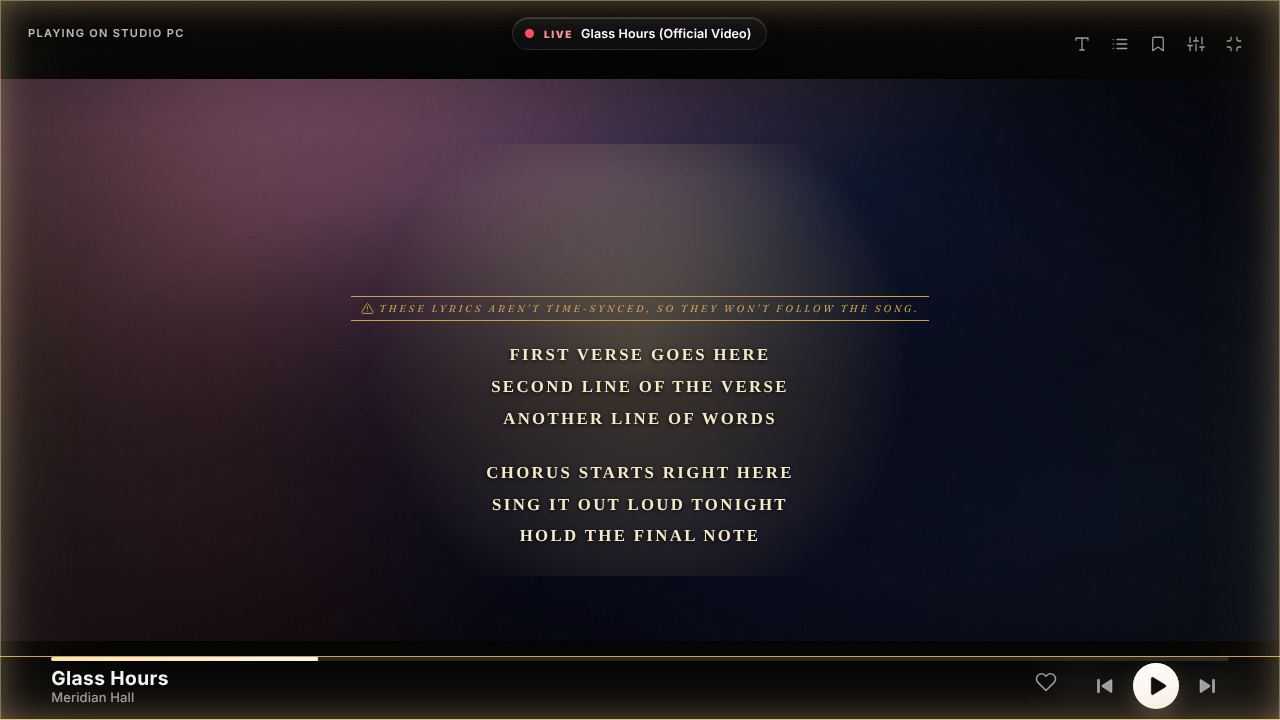 PLAYING ON STUDIO PC
LIVE Glass Hours (Official Video)
THESE LYRICS AREN'T TIME-SYNCED, SO THEY WON'T FOLLOW THE SONG.
FIRST VERSE GOES HERE
SECOND LINE OF THE VERSE
ANOTHER LINE OF WORDS
CHORUS STARTS RIGHT HERE
SING IT OUT LOUD TONIGHT
HOLD THE FINAL NOTE
Glass Hours
Meridian Hall